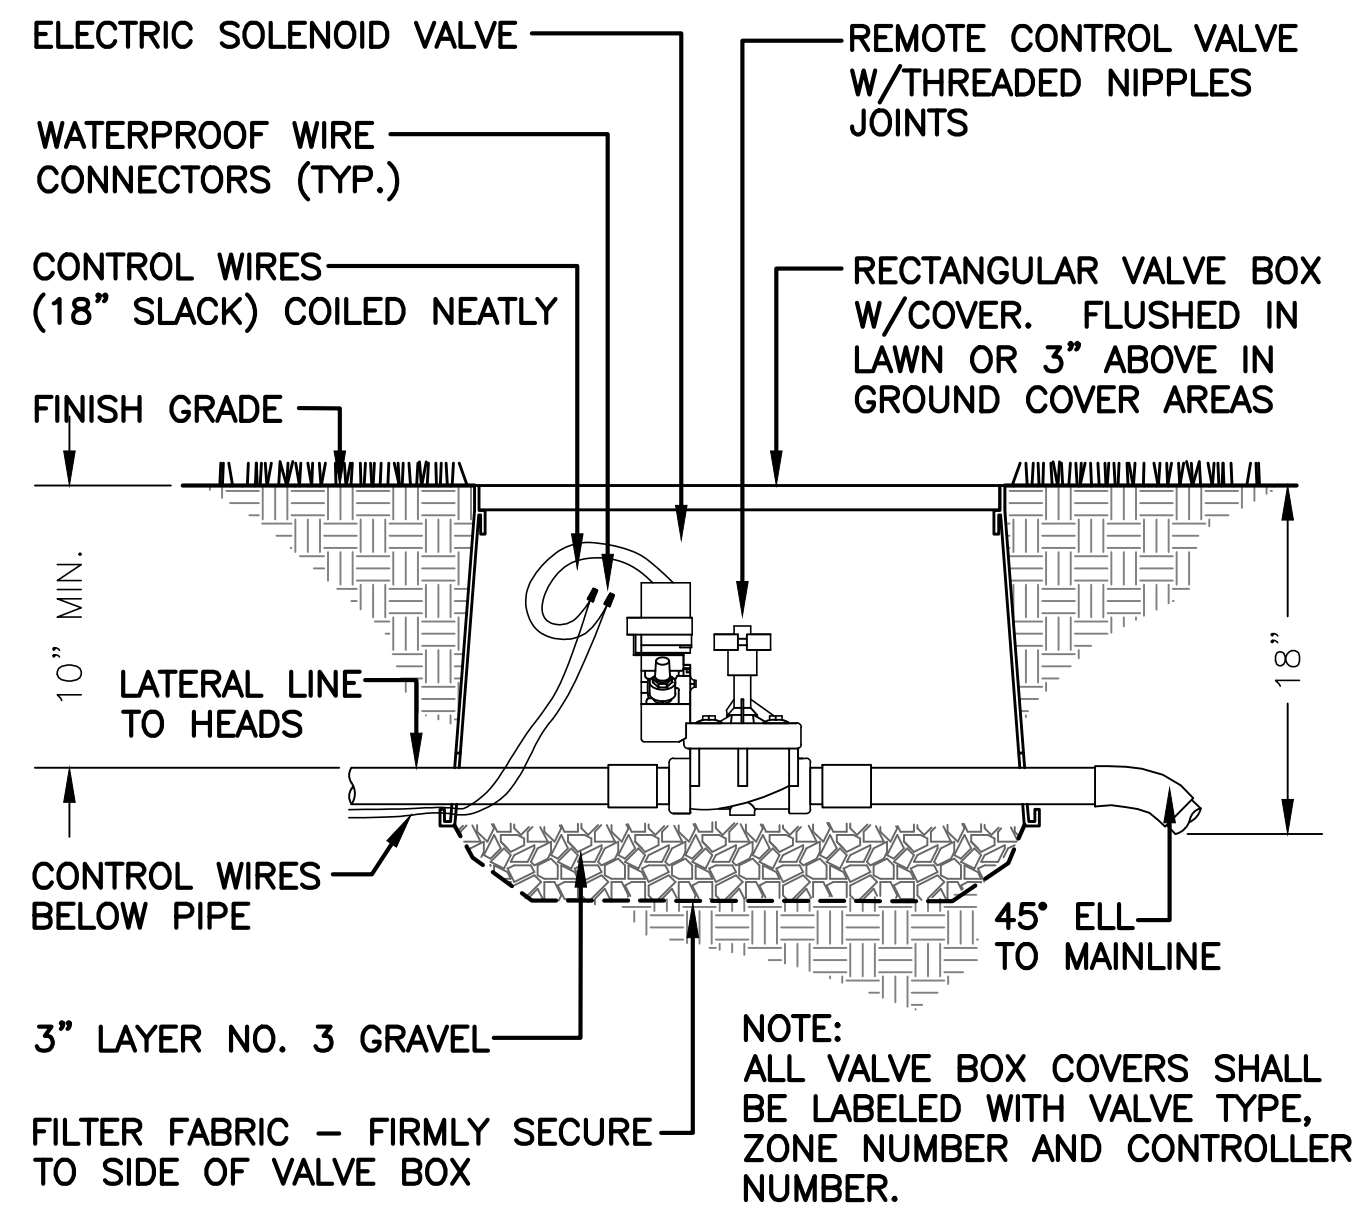 ELECTRIC SOLENOID VALVE
REMOTE CONTROL VALVE
W/THREADED NIPPLES
JOINTS
WATERPROOF WIRE
CONNECTORS (TYP.)
CONTROL WIRES
(18" SLACK) COILED NEATLY
RECTANGULAR VALVE BOX
W/COVER. FLUSHED IN
LAWN OR 3" ABOVE IN
GROUND COVER AREAS
FINISH GRADE
10" MIN.
18"
LATERAL LINE
TO HEADS
CONTROL WIRES
BELOW PIPE
45° ELL
TO MAINLINE
3" LAYER NO. 3 GRAVEL
FILTER FABRIC – FIRMLY SECURE
TO SIDE OF VALVE BOX
NOTE:
ALL VALVE BOX COVERS SHALL
BE LABELED WITH VALVE TYPE,
ZONE NUMBER AND CONTROLLER
NUMBER.